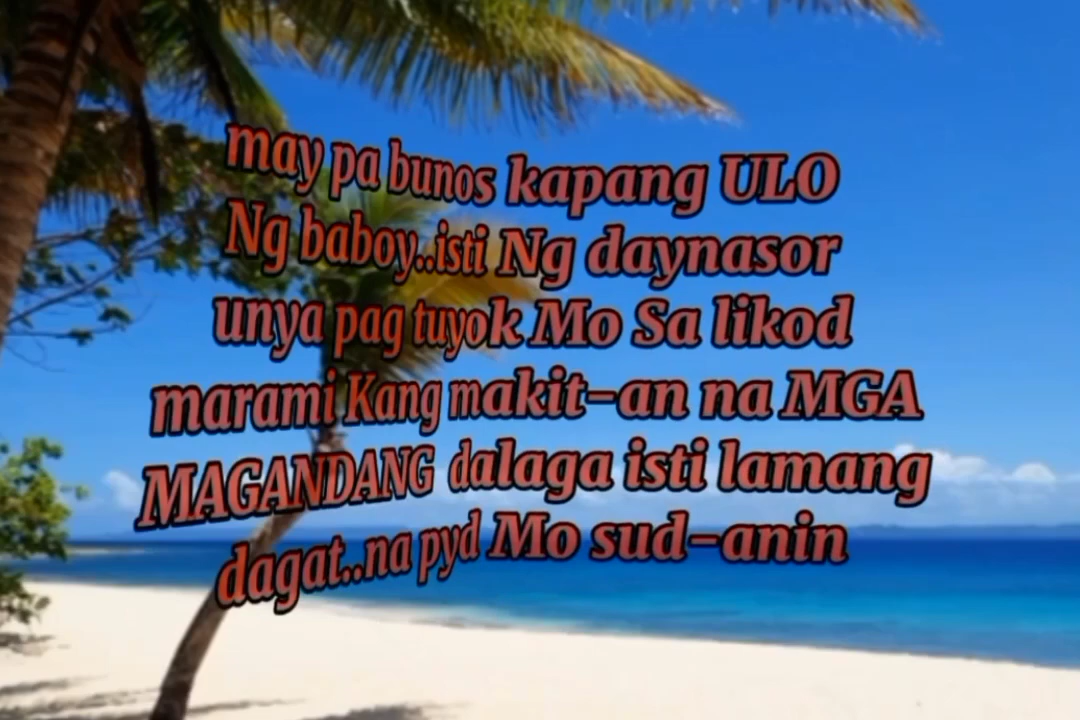 may pa bunos kapang ULO
Ng baboy..isti Ng daynasor
unya pag tuyok Mo Sa likod
marami Kang makit-an na MGA
MAGANDANG dalaga isti lamang
dagat..na pyd Mo sud-anin